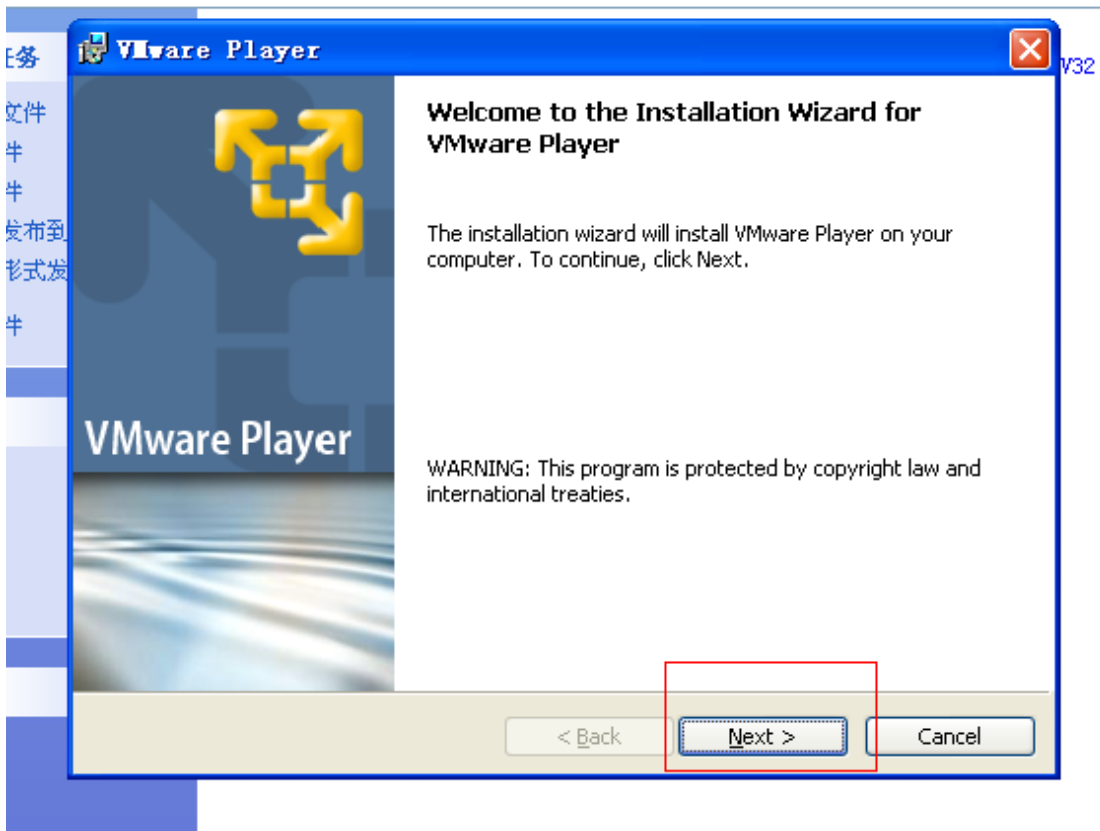 VMware Player
任务
V32
文件
件
件
发布到
形式发
件
Welcome to the Installation Wizard for
VMware Player
The installation wizard will install VMware Player on your
computer. To continue, click Next.
VMware Player
WARNING: This program is protected by copyright law and
international treaties.
< Back
Next >
Cancel